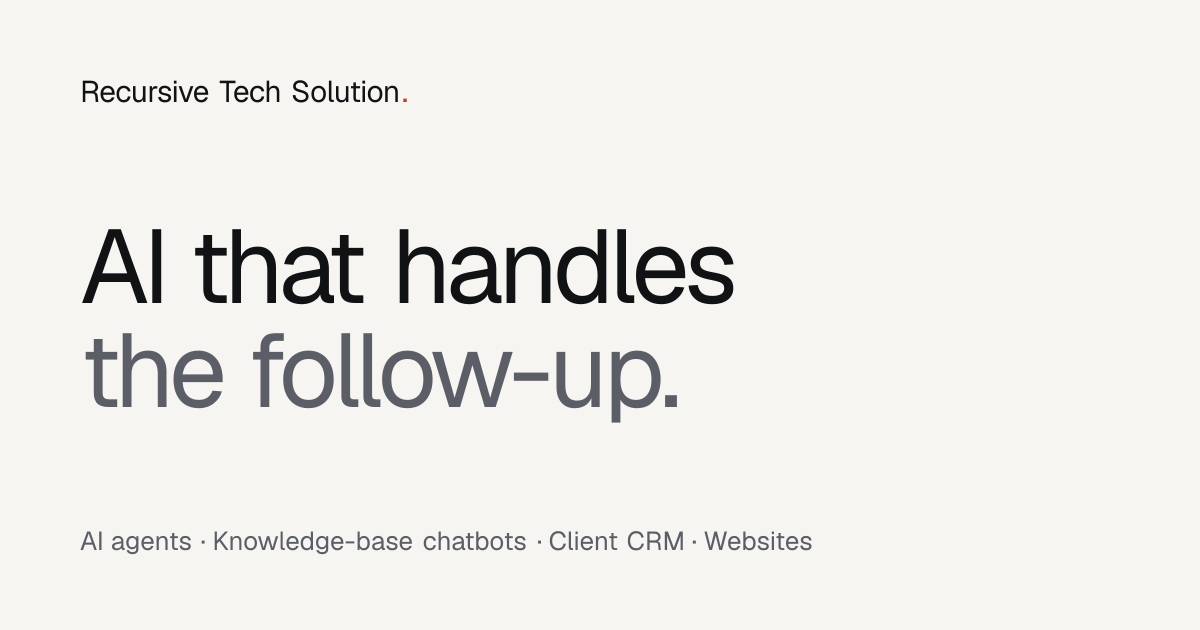 Recursive Tech Solution.
AI that handles
the follow-up.
AI agents · Knowledge-base chatbots · Client CRM · Websites